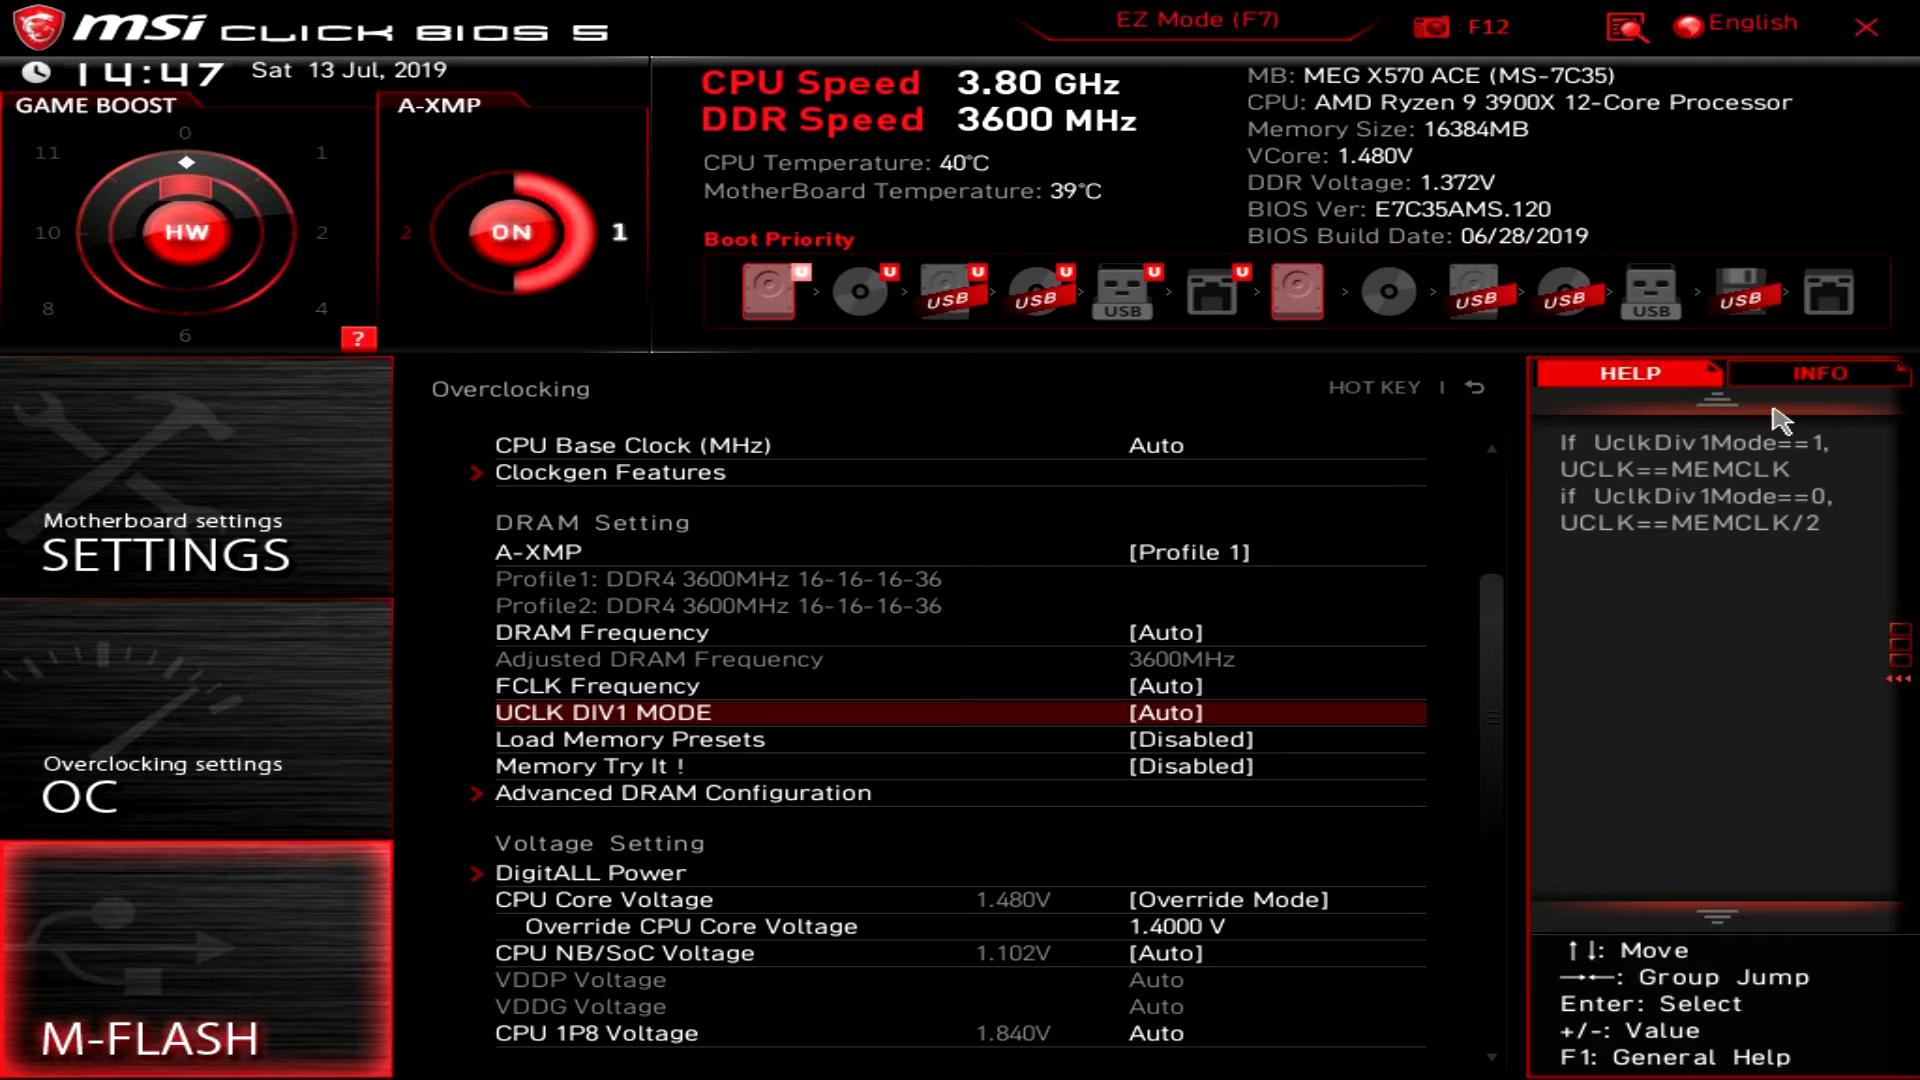 msi CLICK BIOS 5
EZ Mode (F7)
F12
English
14:47 Sat 13 Jul, 2019
GAME BOOST
A-XMP
0
11
1
10
2
8
4
6
HW
?
2
ON
1
CPU Speed 3.80 GHz
DDR Speed 3600 MHz
CPU Temperature: 40°C
MotherBoard Temperature: 39°C
MB: MEG X570 ACE (MS-7C35)
CPU: AMD Ryzen 9 3900X 12-Core Processor
Memory Size: 16384MB
VCore: 1.480V
DDR Voltage: 1.372V
BIOS Ver: E7C35AMS.120
BIOS Build Date: 06/28/2019
Boot Priority
U U U U U U
USB USB USB USB USB USB USB
Motherboard settings
SETTINGS
Overclocking settings
OC
M-FLASH
Overclocking
HOT KEY
CPU Base Clock (MHz) Auto
> Clockgen Features
DRAM Setting
A-XMP [Profile 1]
Profile1: DDR4 3600MHz 16-16-16-36
Profile2: DDR4 3600MHz 16-16-16-36
DRAM Frequency [Auto]
Adjusted DRAM Frequency 3600MHz
FCLK Frequency [Auto]
UCLK DIV1 MODE [Auto]
Load Memory Presets [Disabled]
Memory Try It ! [Disabled]
> Advanced DRAM Configuration
Voltage Setting
> DigitALL Power
CPU Core Voltage 1.480V [Override Mode]
Override CPU Core Voltage 1.4000 V
CPU NB/SoC Voltage 1.102V [Auto]
VDDP Voltage Auto
VDDG Voltage Auto
CPU 1P8 Voltage 1.840V Auto
HELP
INFO
If UclkDiv1Mode==1,
UCLK==MEMCLK
if UclkDiv1Mode==0,
UCLK==MEMCLK/2
↑↓: Move
→←: Group Jump
Enter: Select
+/-: Value
F1: General Help